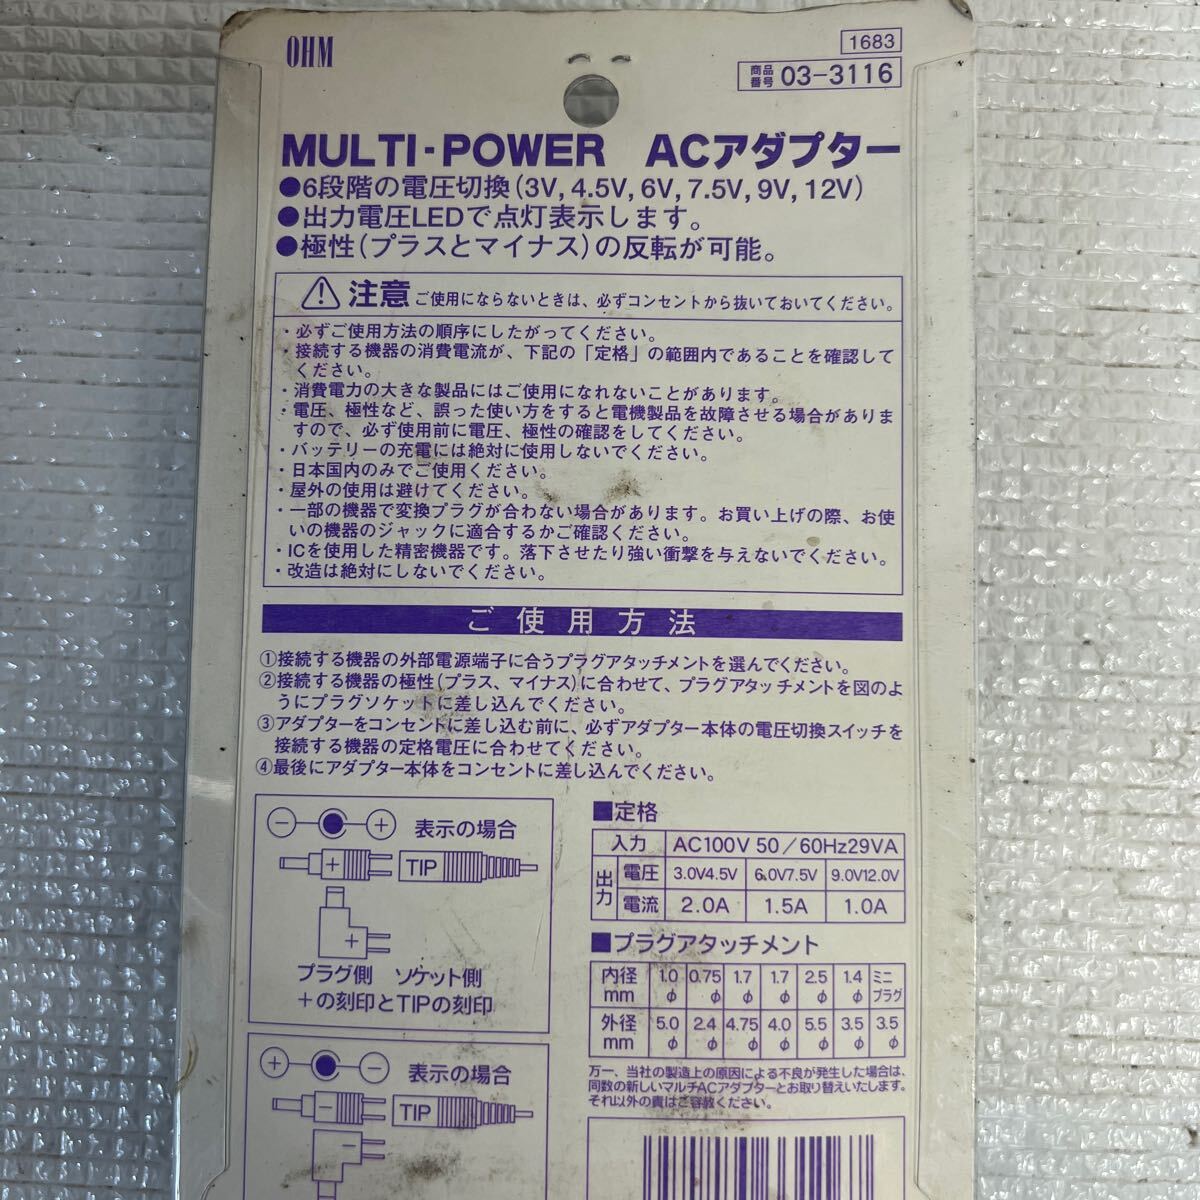 OHM
1683
商品番号 03-3116
MULTI-POWER ACアダプター
●6段階の電圧切換(3V,4.5V,6V,7.5V,9V,12V)
●出力電圧LEDで点灯表示します。
●極性(プラスとマイナス)の反転が可能。
注意 ご使用にならないときは、必ずコンセントから抜いておいてください。
・必ずご使用方法の順序にしたがってください。
・接続する機器の消費電流が、下記の「定格」の範囲内であることを確認して
ください。
・消費電力の大きな製品にはご使用になれないことがあります。
・電圧、極性など、誤った使い方をすると電機製品を故障させる場合がありま
すので、必ず使用前に電圧、極性の確認をしてください。
・バッテリーの充電には絶対に使用しないでください。
・日本国内のみでご使用ください。
・屋外の使用は避けてください。
・一部の機器で変換プラグが合わない場合があります。お買い上げの際、お使
いの機器のジャックに適合するかご確認ください。
・ICを使用した精密機器です。落下させたり強い衝撃を与えないでください。
・改造は絶対にしないでください。
ご使用方法
①接続する機器の外部電源端子に合うプラグアタッチメントを選んでください。
②接続する機器の極性(プラス、マイナス)に合わせて、プラグアタッチメントを図のよ
うにプラグソケットに差し込んでください。
③アダプターをコンセントに差し込む前に、必ずアダプター本体の電圧切換スイッチを
接続する機器の定格電圧に合わせてください。
④最後にアダプター本体をコンセントに差し込んでください。
− + 表示の場合
+ TIP
+
プラグ側 ソケット側
+の刻印とTIPの刻印
+ − 表示の場合
− TIP
−
■定格
入力 AC100V 50/60Hz29VA
出力 電圧 3.0V4.5V 6.0V7.5V 9.0V12.0V
電流 2.0A 1.5A 1.0A
■プラグアタッチメント
内径mm 1.0φ 0.75φ 1.7φ 1.7φ 2.5φ 1.4φ ミニプラグ
外径mm 5.0φ 2.4φ 4.75φ 4.0φ 5.5φ 3.5φ 3.5φ
万一、当社の製造上の原因による不良が発生した場合は、
同数の新しいマルチACアダプターとお取り替えいたします。
それ以外の責はご容赦ください。